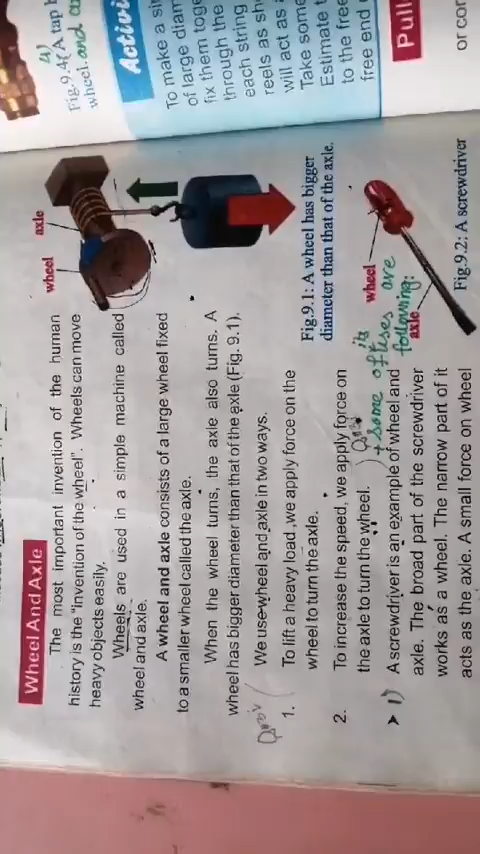 Wheel And Axle
The most important invention of the human
history is the "invention of the wheel". Wheels can move
heavy objects easily.
Wheels are used in a simple machine called
wheel and axle.
A wheel and axle consists of a large wheel fixed
to a smaller wheel called the axle.
When the wheel turns, the axle also turns. A
wheel has bigger diameter than that of the axle (Fig. 9.1).
We use wheel and axle in two ways.
1. To lift a heavy load ,we apply force on the
wheel to turn the axle.
2. To increase the speed, we apply force on
the axle to turn the wheel.
+ some of its uses are
following:
1) A screwdriver is an example of wheel and
axle. The broad part of the screwdriver
works as a wheel. The narrow part of it
acts as the axle. A small force on wheel
wheel
axle
Fig.9.1: A wheel has bigger
diameter than that of the axle.
wheel
axle
Fig.9.2: A screwdriver
4)
Fig.9.4: A tap
wheel and
Activi
To make a si
of large diam
fix them toge
through the
each string
reels as sh
will act as
Take some
Estimate t
to the free
free end
Pull
or cor